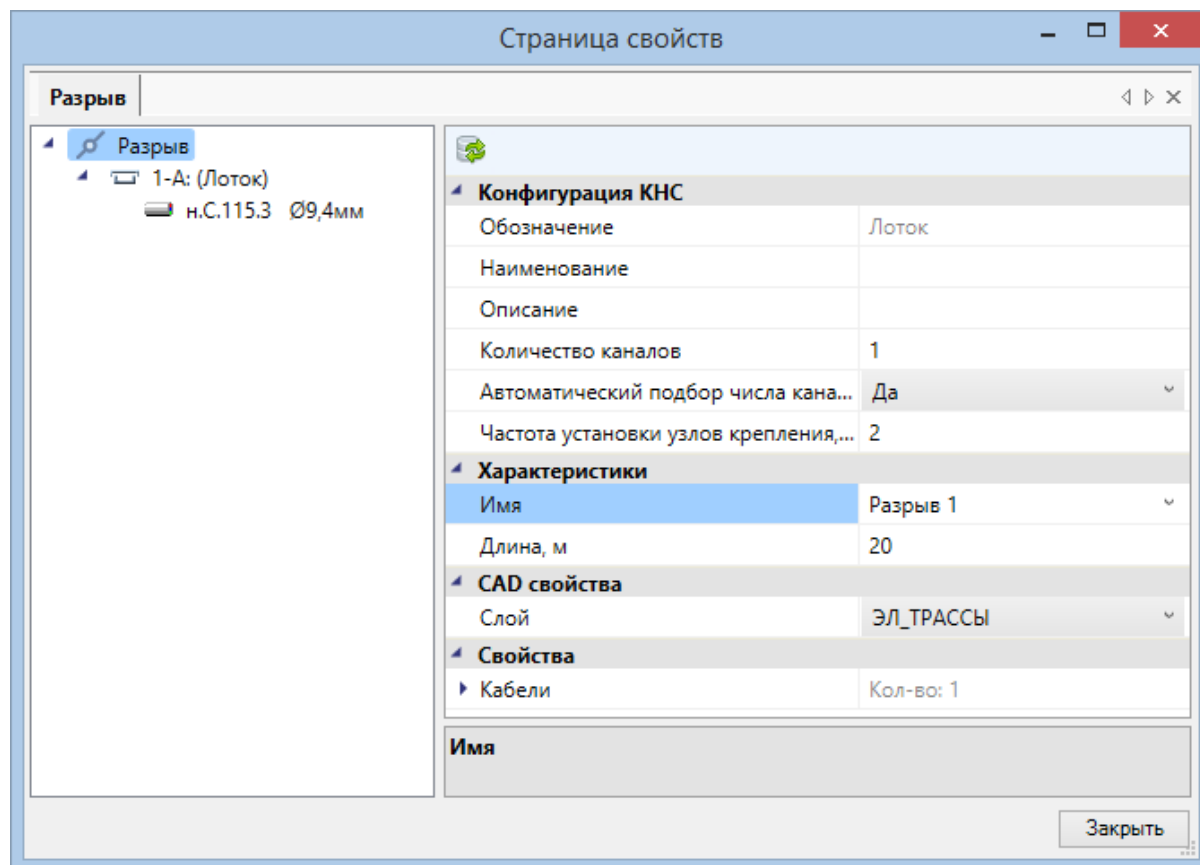 Страница свойств
Разрыв
Разрыв
1-А: (Лоток)
н.С.115.3 Ø9,4мм
Конфигурация КНС
Обозначение Лоток
Наименование
Описание
Количество каналов 1
Автоматический подбор числа кана... Да
Частота установки узлов крепления,... 2
Характеристики
Имя Разрыв 1
Длина, м 20
CAD свойства
Слой ЭЛ_ТРАССЫ
Свойства
Кабели Кол-во: 1
Имя
Закрыть